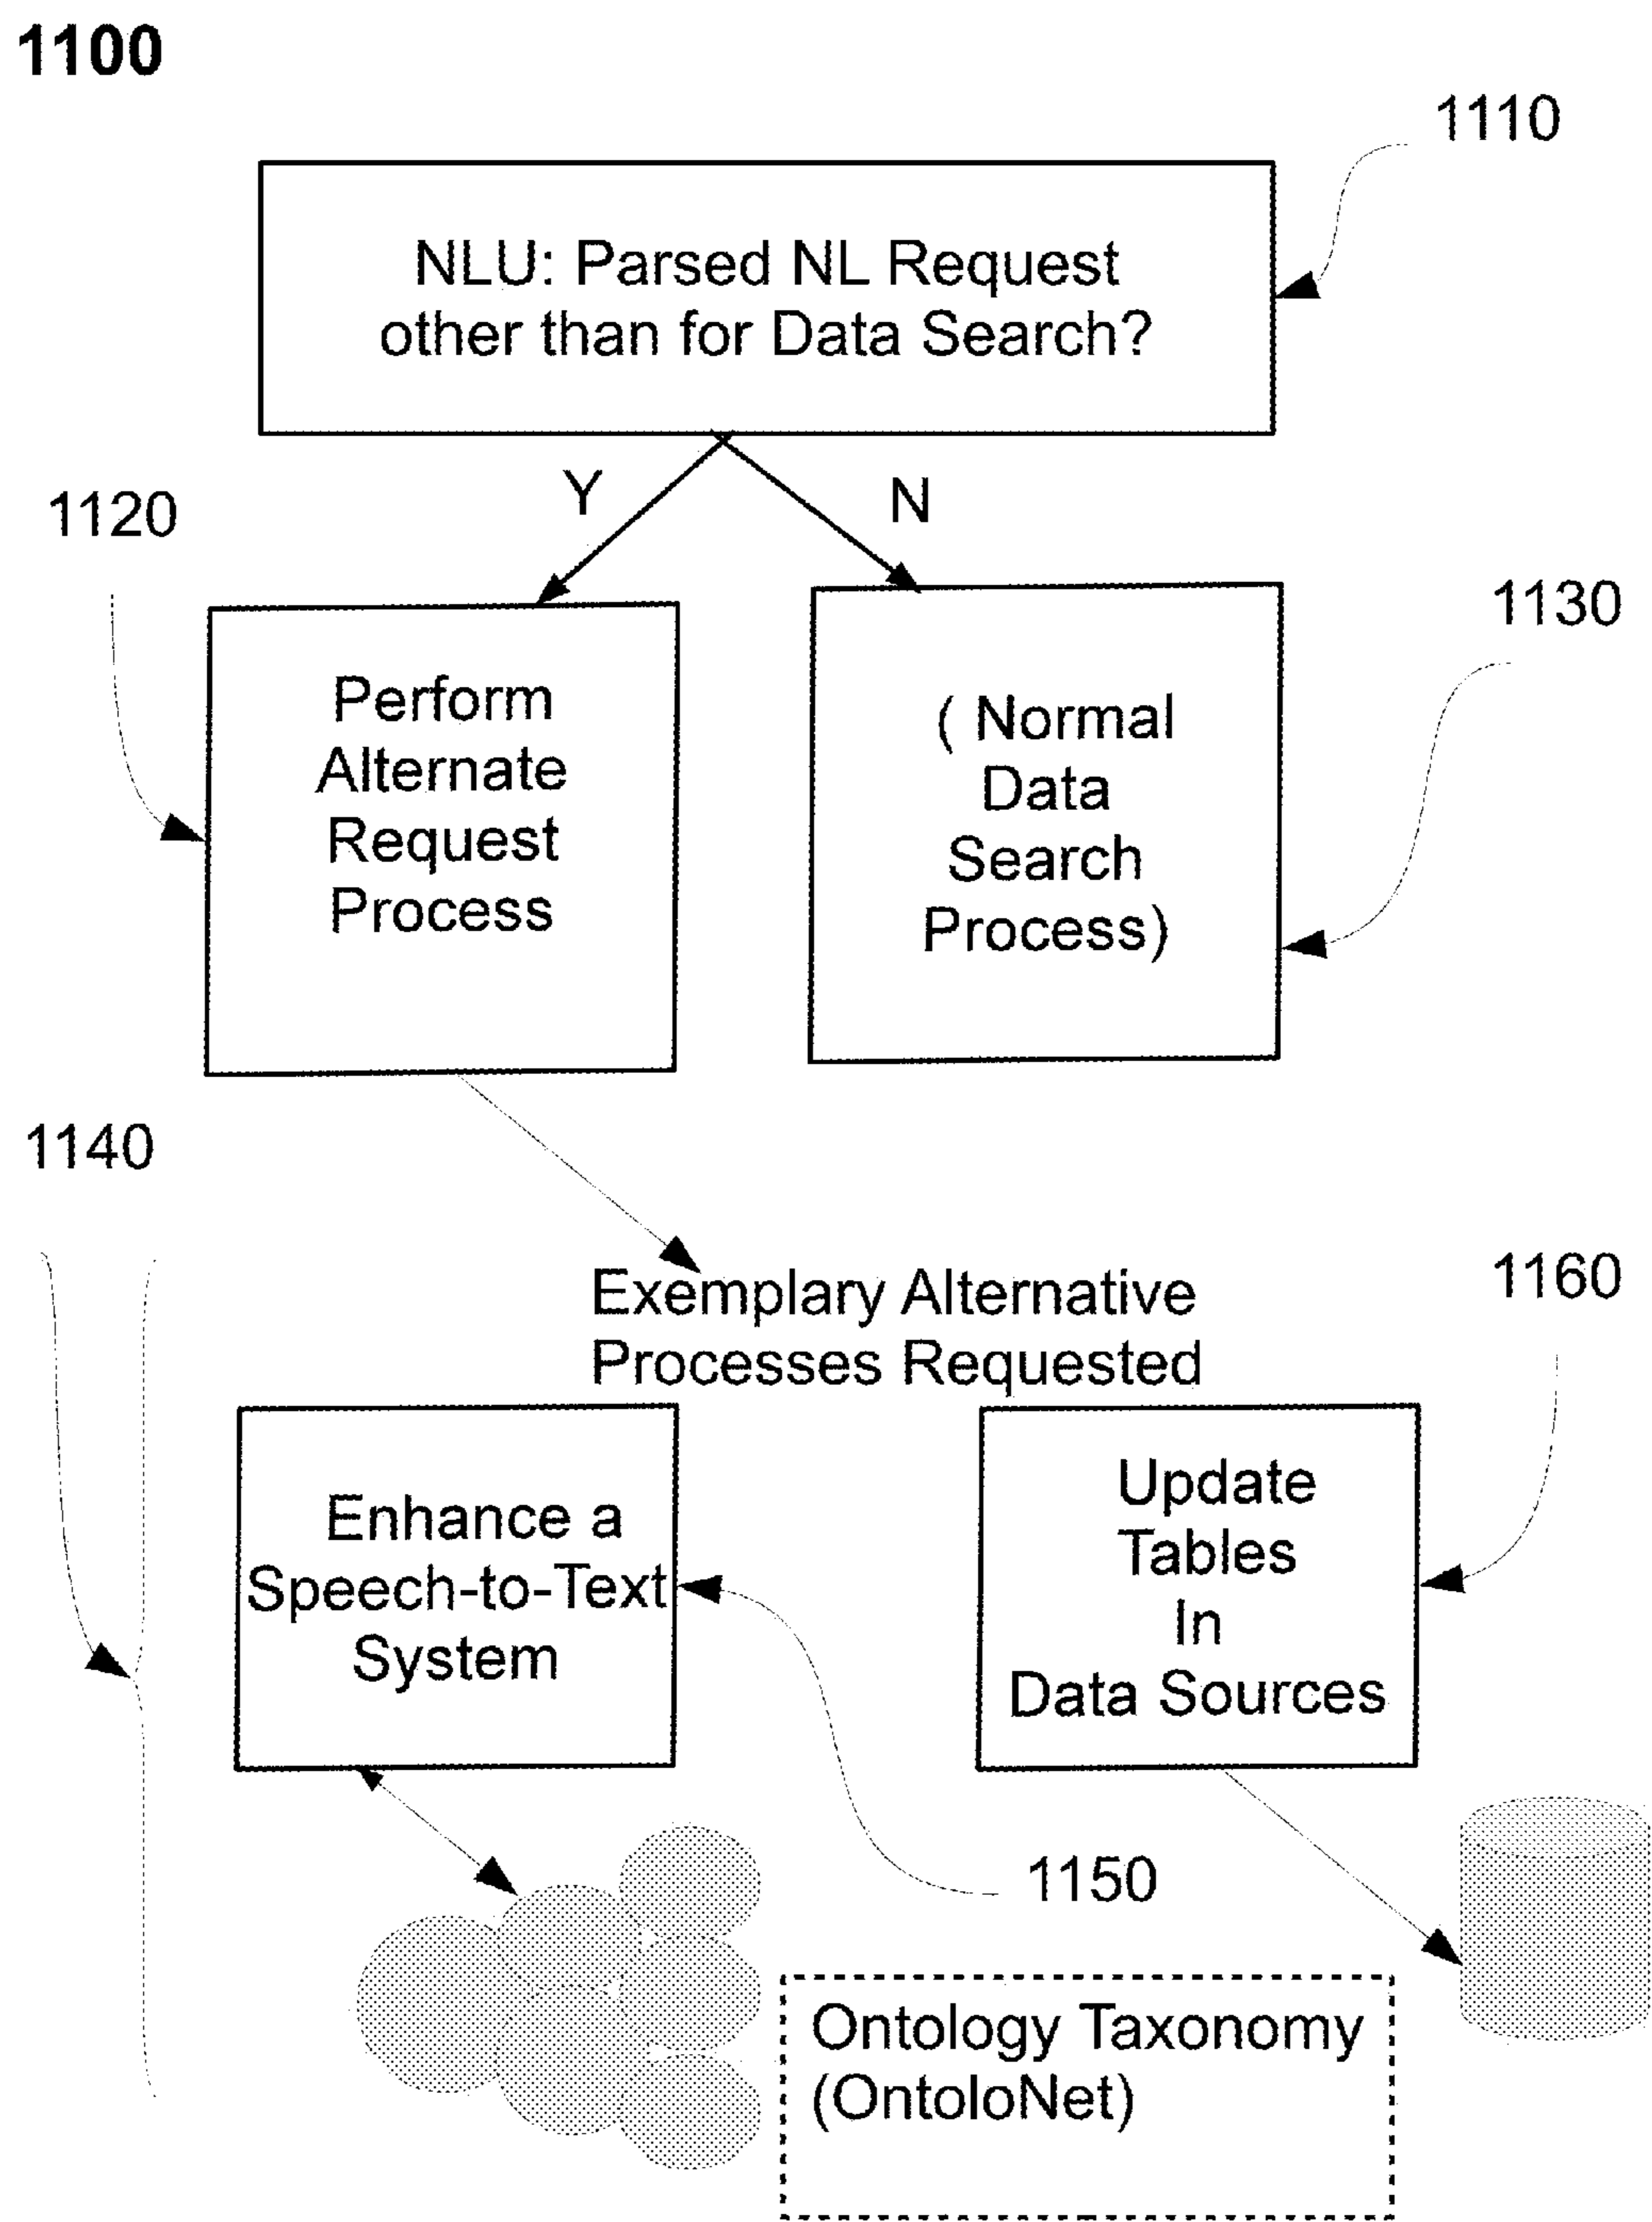 1100
1110
NLU: Parsed NL Request
other than for Data Search?
Y
N
1120
1130
Perform
Alternate
Request
Process
( Normal
Data
Search
Process)
1140
Exemplary Alternative
Processes Requested
1160
Enhance a
Speech-to-Text
System
Update
Tables
In
Data Sources
1150
Ontology Taxonomy
(OntoloNet)